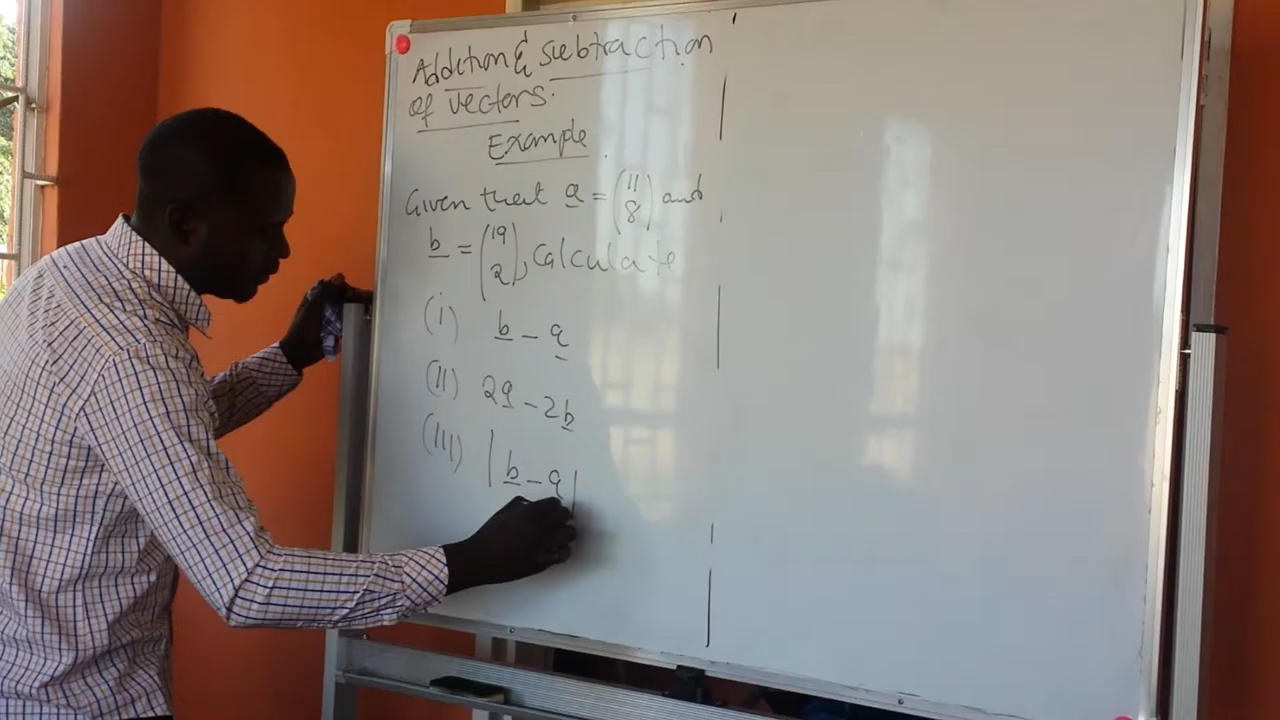 Addition & subtraction
of vectors.
Example.
Given that a = (11 8) and
b = (19 2), Calculate
(i) b - a
(II) 2a - 2b
(III) |b - a|